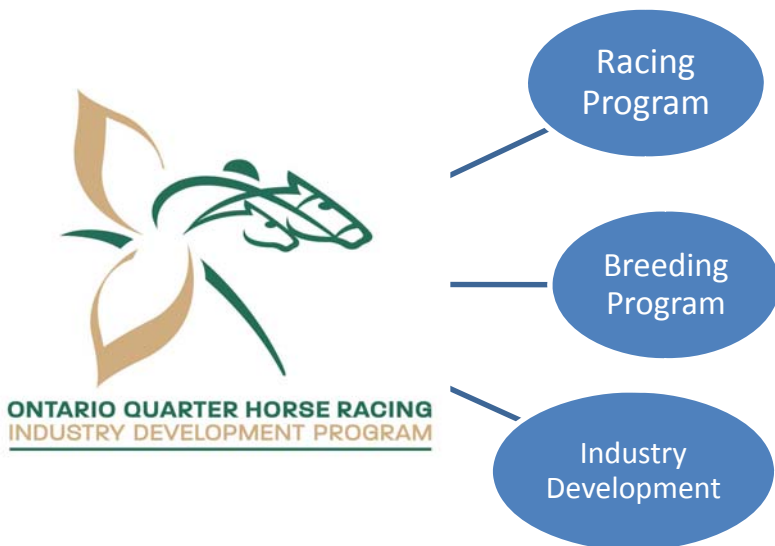 Racing
Program
Breeding
Program
ONTARIO QUARTER HORSE RACING
INDUSTRY DEVELOPMENT PROGRAM
Industry
Development